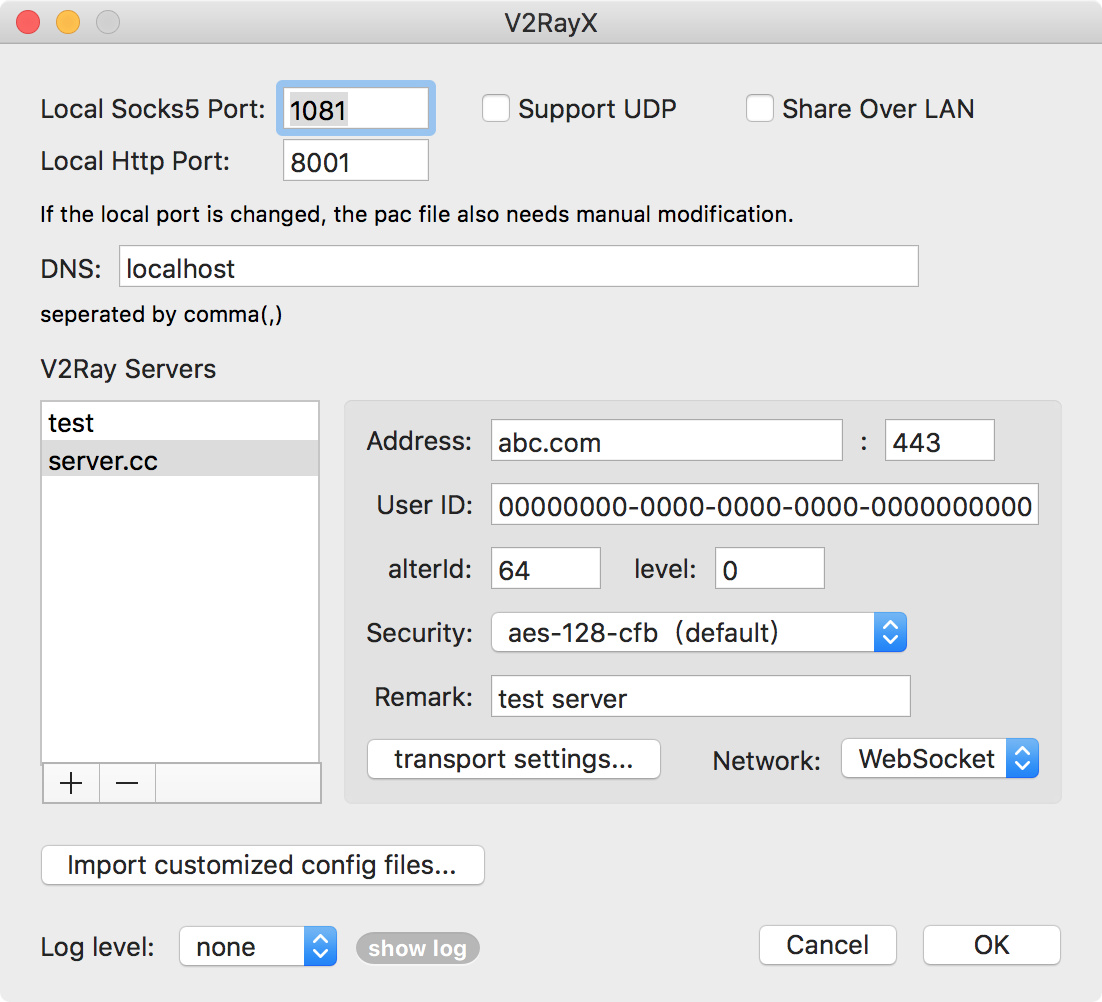 V2RayX
Local Socks5 Port: 1081 Support UDP Share Over LAN
Local Http Port: 8001
If the local port is changed, the pac file also needs manual modification.
DNS: localhost
seperated by comma(,)
V2Ray Servers
test
server.cc
Address: abc.com : 443
User ID: 00000000-0000-0000-0000-0000000000
alterId: 64 level: 0
Security: aes-128-cfb (default)
Remark: test server
transport settings... Network: WebSocket
Import customized config files...
Log level: none show log Cancel OK